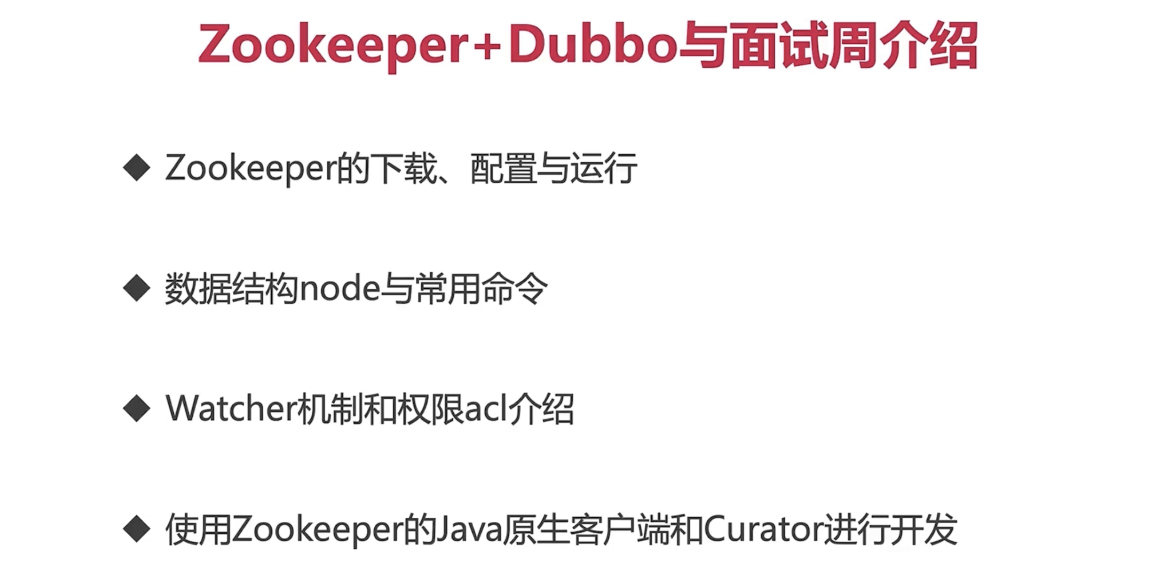 Zookeeper+Dubbo与面试周介绍
◆ Zookeeper的下载、配置与运行
◆ 数据结构node与常用命令
◆ Watcher机制和权限acl介绍
◆ 使用Zookeeper的Java原生客户端和Curator进行开发